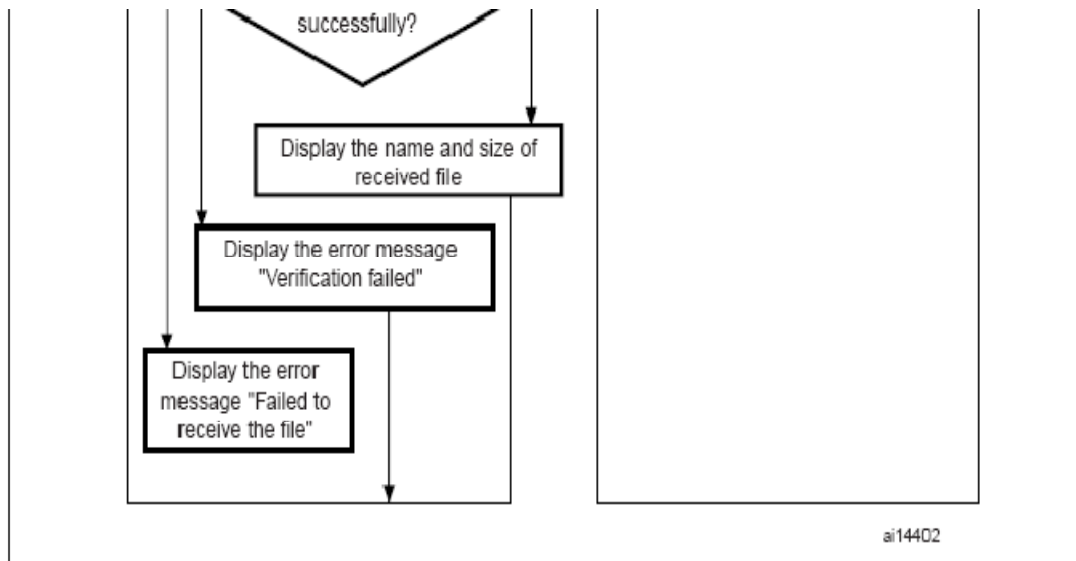 successfully?
Display the name and size of
received file
Display the error message
"Verification failed"
Display the error
message "Failed to
receive the file"
ai14402